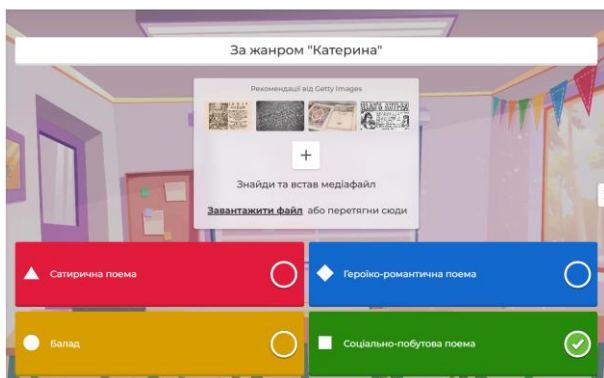 За жанром "Катерина"
Рекомендації від Getty Images
Знайди та встав медіафайл
Завантажити файл або перетягни сюди
Сатирична поема
Героїко-романтична поема
Балад
Соціально-побутова поема